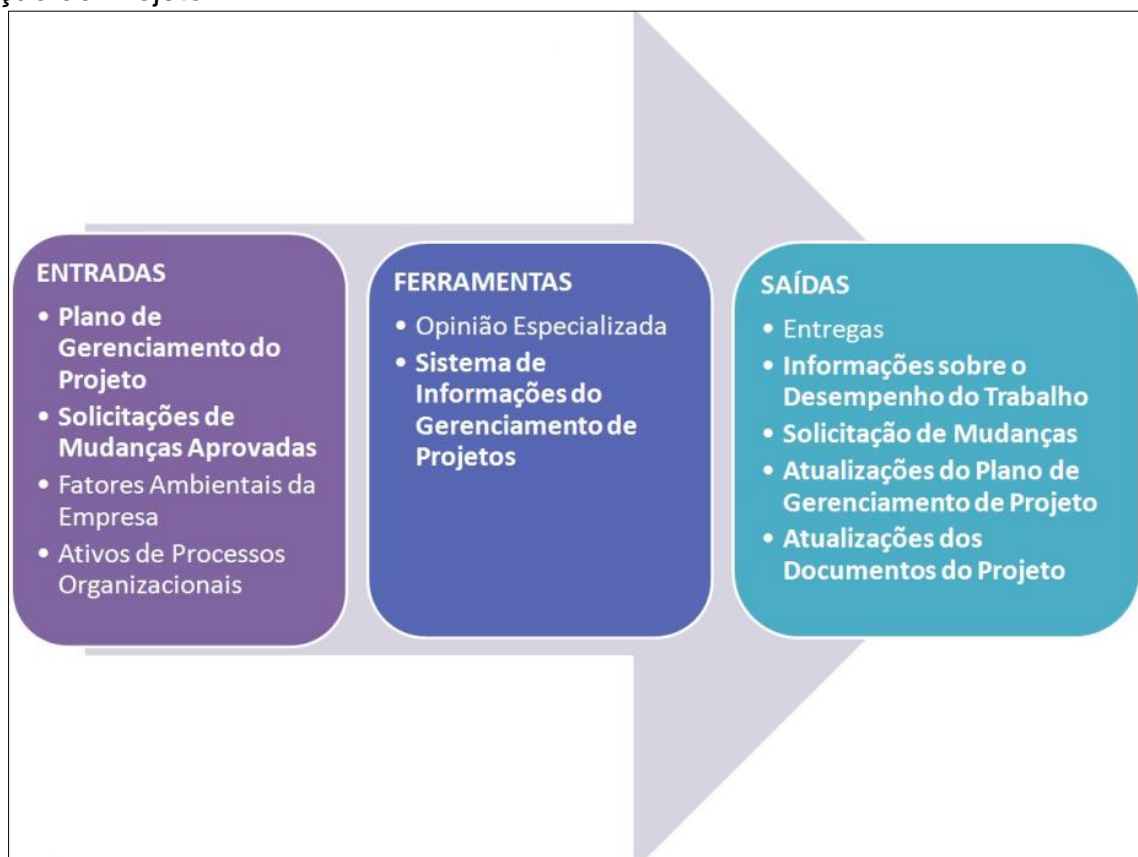 ENTRADAS
• Plano de
Gerenciamento do
Projeto
• Solicitações de
Mudanças Aprovadas
• Fatores Ambientais da
Empresa
• Ativos de Processos
Organizacionais
FERRAMENTAS
• Opinião Especializada
• Sistema de
Informações do
Gerenciamento de
Projetos
SAÍDAS
• Entregas
• Informações sobre o
Desempenho do Trabalho
• Solicitação de Mudanças
• Atualizações do Plano de
Gerenciamento de Projeto
• Atualizações dos
Documentos do Projeto